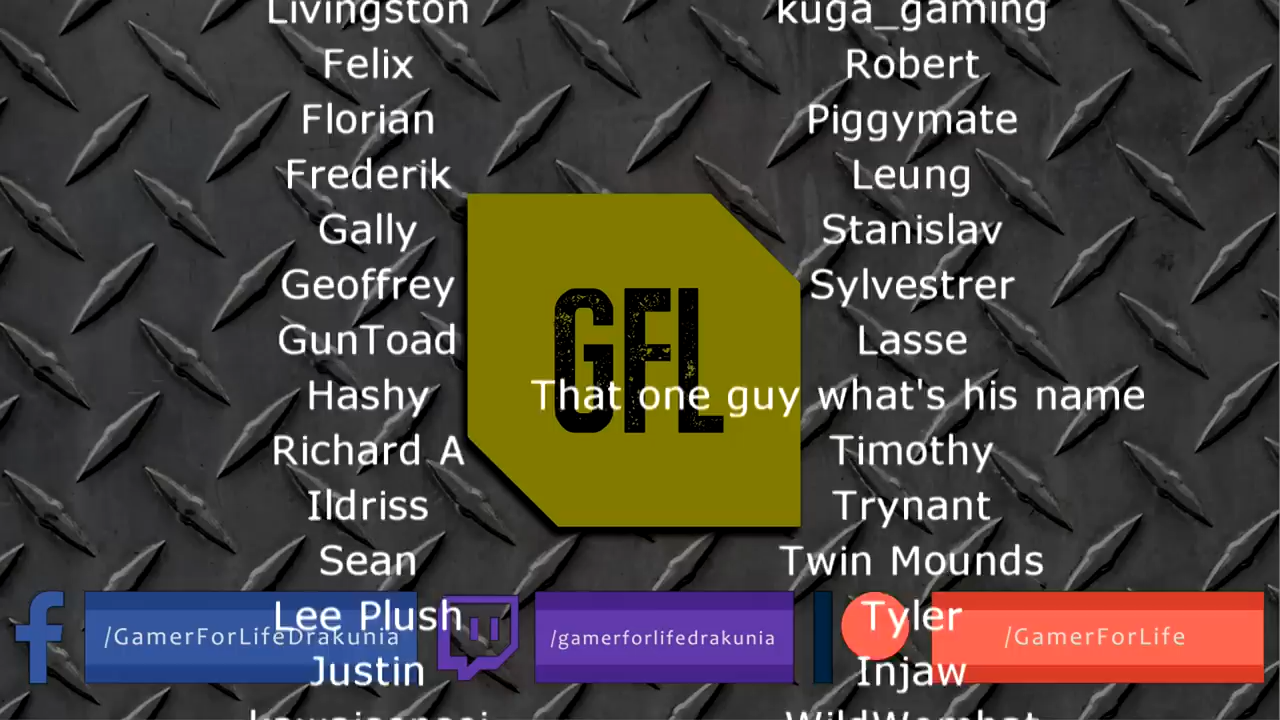 Livingston
Felix
Florian
Frederik
Gally
Geoffrey
GunToad
Hashy
Richard A
Ildriss
Sean
Lee Plush
Justin
kuga_gaming
Robert
Piggymate
Leung
Stanislav
Sylvestrer
Lasse
That one guy what's his name
Timothy
Trynant
Twin Mounds
Tyler
Injaw
WildWombat
GFL
/GamerForLifeDrakunia
/gamerforlifedrakunia
/GamerForLife